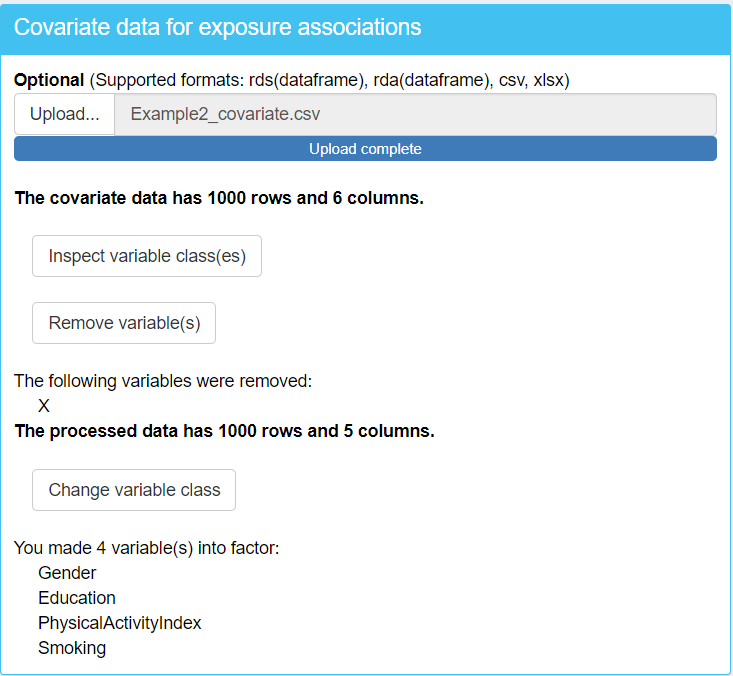 Covariate data for exposure associations
Optional (Supported formats: rds(dataframe), rda(dataframe), csv, xlsx)
Upload... Example2_covariate.csv
Upload complete
The covariate data has 1000 rows and 6 columns.
Inspect variable class(es)
Remove variable(s)
The following variables were removed:
X
The processed data has 1000 rows and 5 columns.
Change variable class
You made 4 variable(s) into factor:
Gender
Education
PhysicalActivityIndex
Smoking